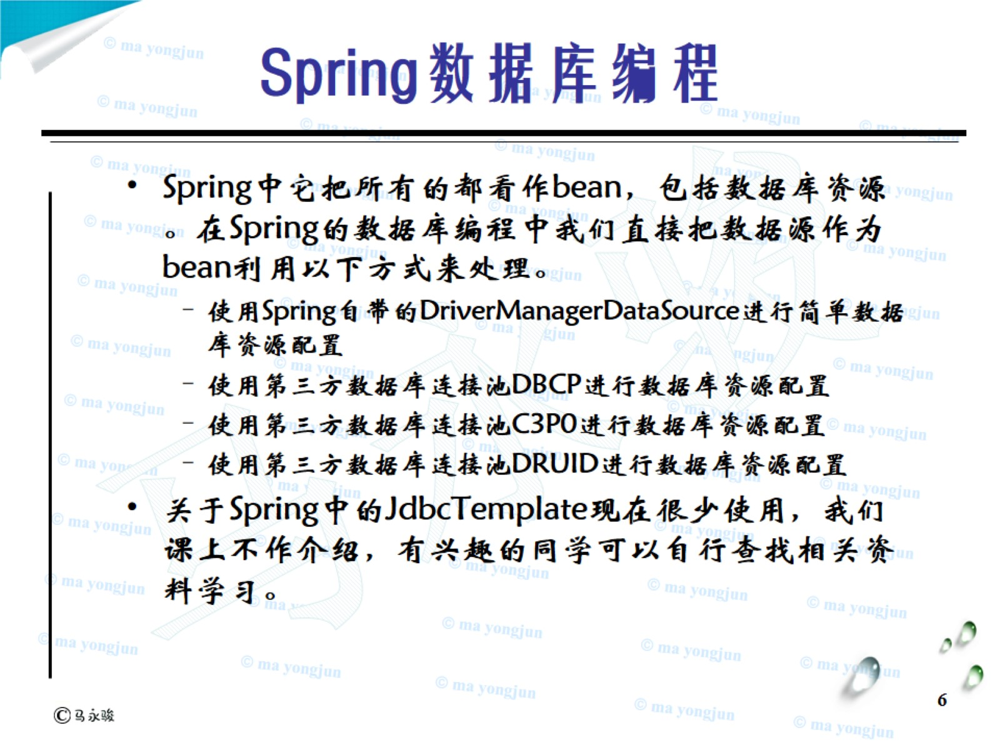 Spring数据库编程
• Spring中它把所有的都看作bean，包括数据库资源
。在Spring的数据库编程中我们直接把数据源作为
bean利用以下方式来处理。
– 使用Spring自带的DriverManagerDataSource进行简单数据
库资源配置
– 使用第三方数据库连接池DBCP进行数据库资源配置
– 使用第三方数据库连接池C3P0进行数据库资源配置
– 使用第三方数据库连接池DRUID进行数据库资源配置
• 关于Spring中的JdbcTemplate现在很少使用，我们
课上不作介绍，有兴趣的同学可以自行查找相关资
料学习。
©马永骏
6
© ma yongjun
马永骏